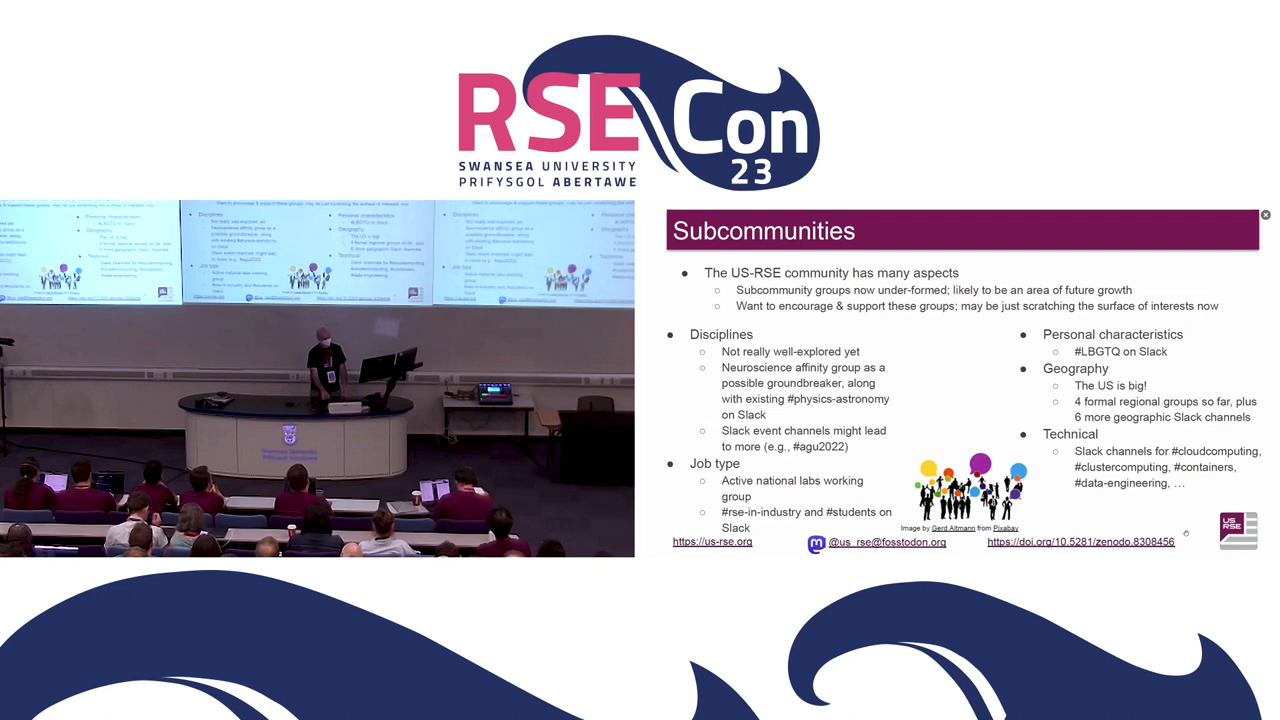 RSE Con
SWANSEA UNIVERSITY
PRIFYSGOL ABERTAWE
23
Subcommunities
● The US-RSE community has many aspects
○ Subcommunity groups now under-formed; likely to be an area of future growth
○ Want to encourage & support these groups; may be just scratching the surface of interests now
● Disciplines
○ Not really well-explored yet
○ Neuroscience affinity group as a
possible groundbreaker, along
with existing #physics-astronomy
on Slack
○ Slack event channels might lead
to more (e.g., #agu2022)
● Job type
○ Active national labs working
group
○ #rse-in-industry and #students on
Slack
● Personal characteristics
○ #LBGTQ on Slack
● Geography
○ The US is big!
○ 4 formal regional groups so far, plus
6 more geographic Slack channels
● Technical
○ Slack channels for #cloudcomputing,
#clustercomputing, #containers,
#data-engineering, …
Image by Gerd Altmann from Pixabay
https://us-rse.org
@us_rse@fosstodon.org
https://doi.org/10.5281/zenodo.8308456
US
RSE